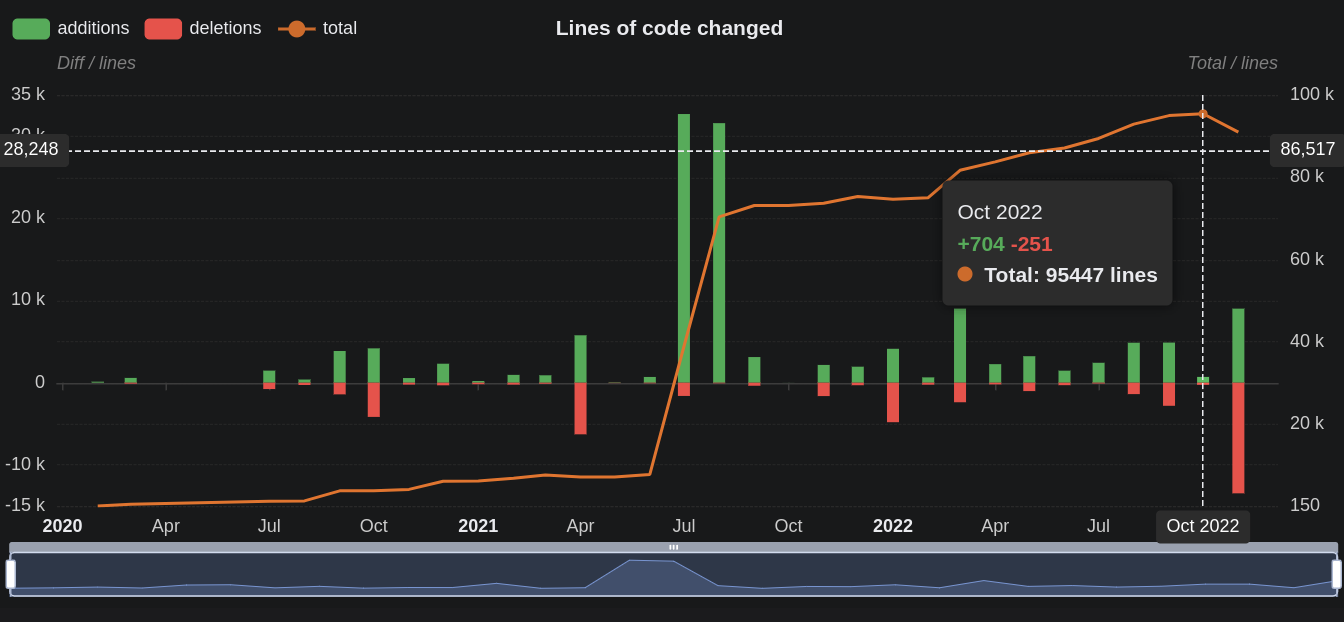 additions deletions total Lines of code changed
Diff / lines Total / lines
35 k 100 k
28,248 86,517
80 k
20 k
Oct 2022
+704 -251
60 k
Total: 95447 lines
10 k
40 k
0
20 k
-10 k
-15 k 150
2020 Apr Jul Oct 2021 Apr Jul Oct 2022 Apr Jul Oct 2022